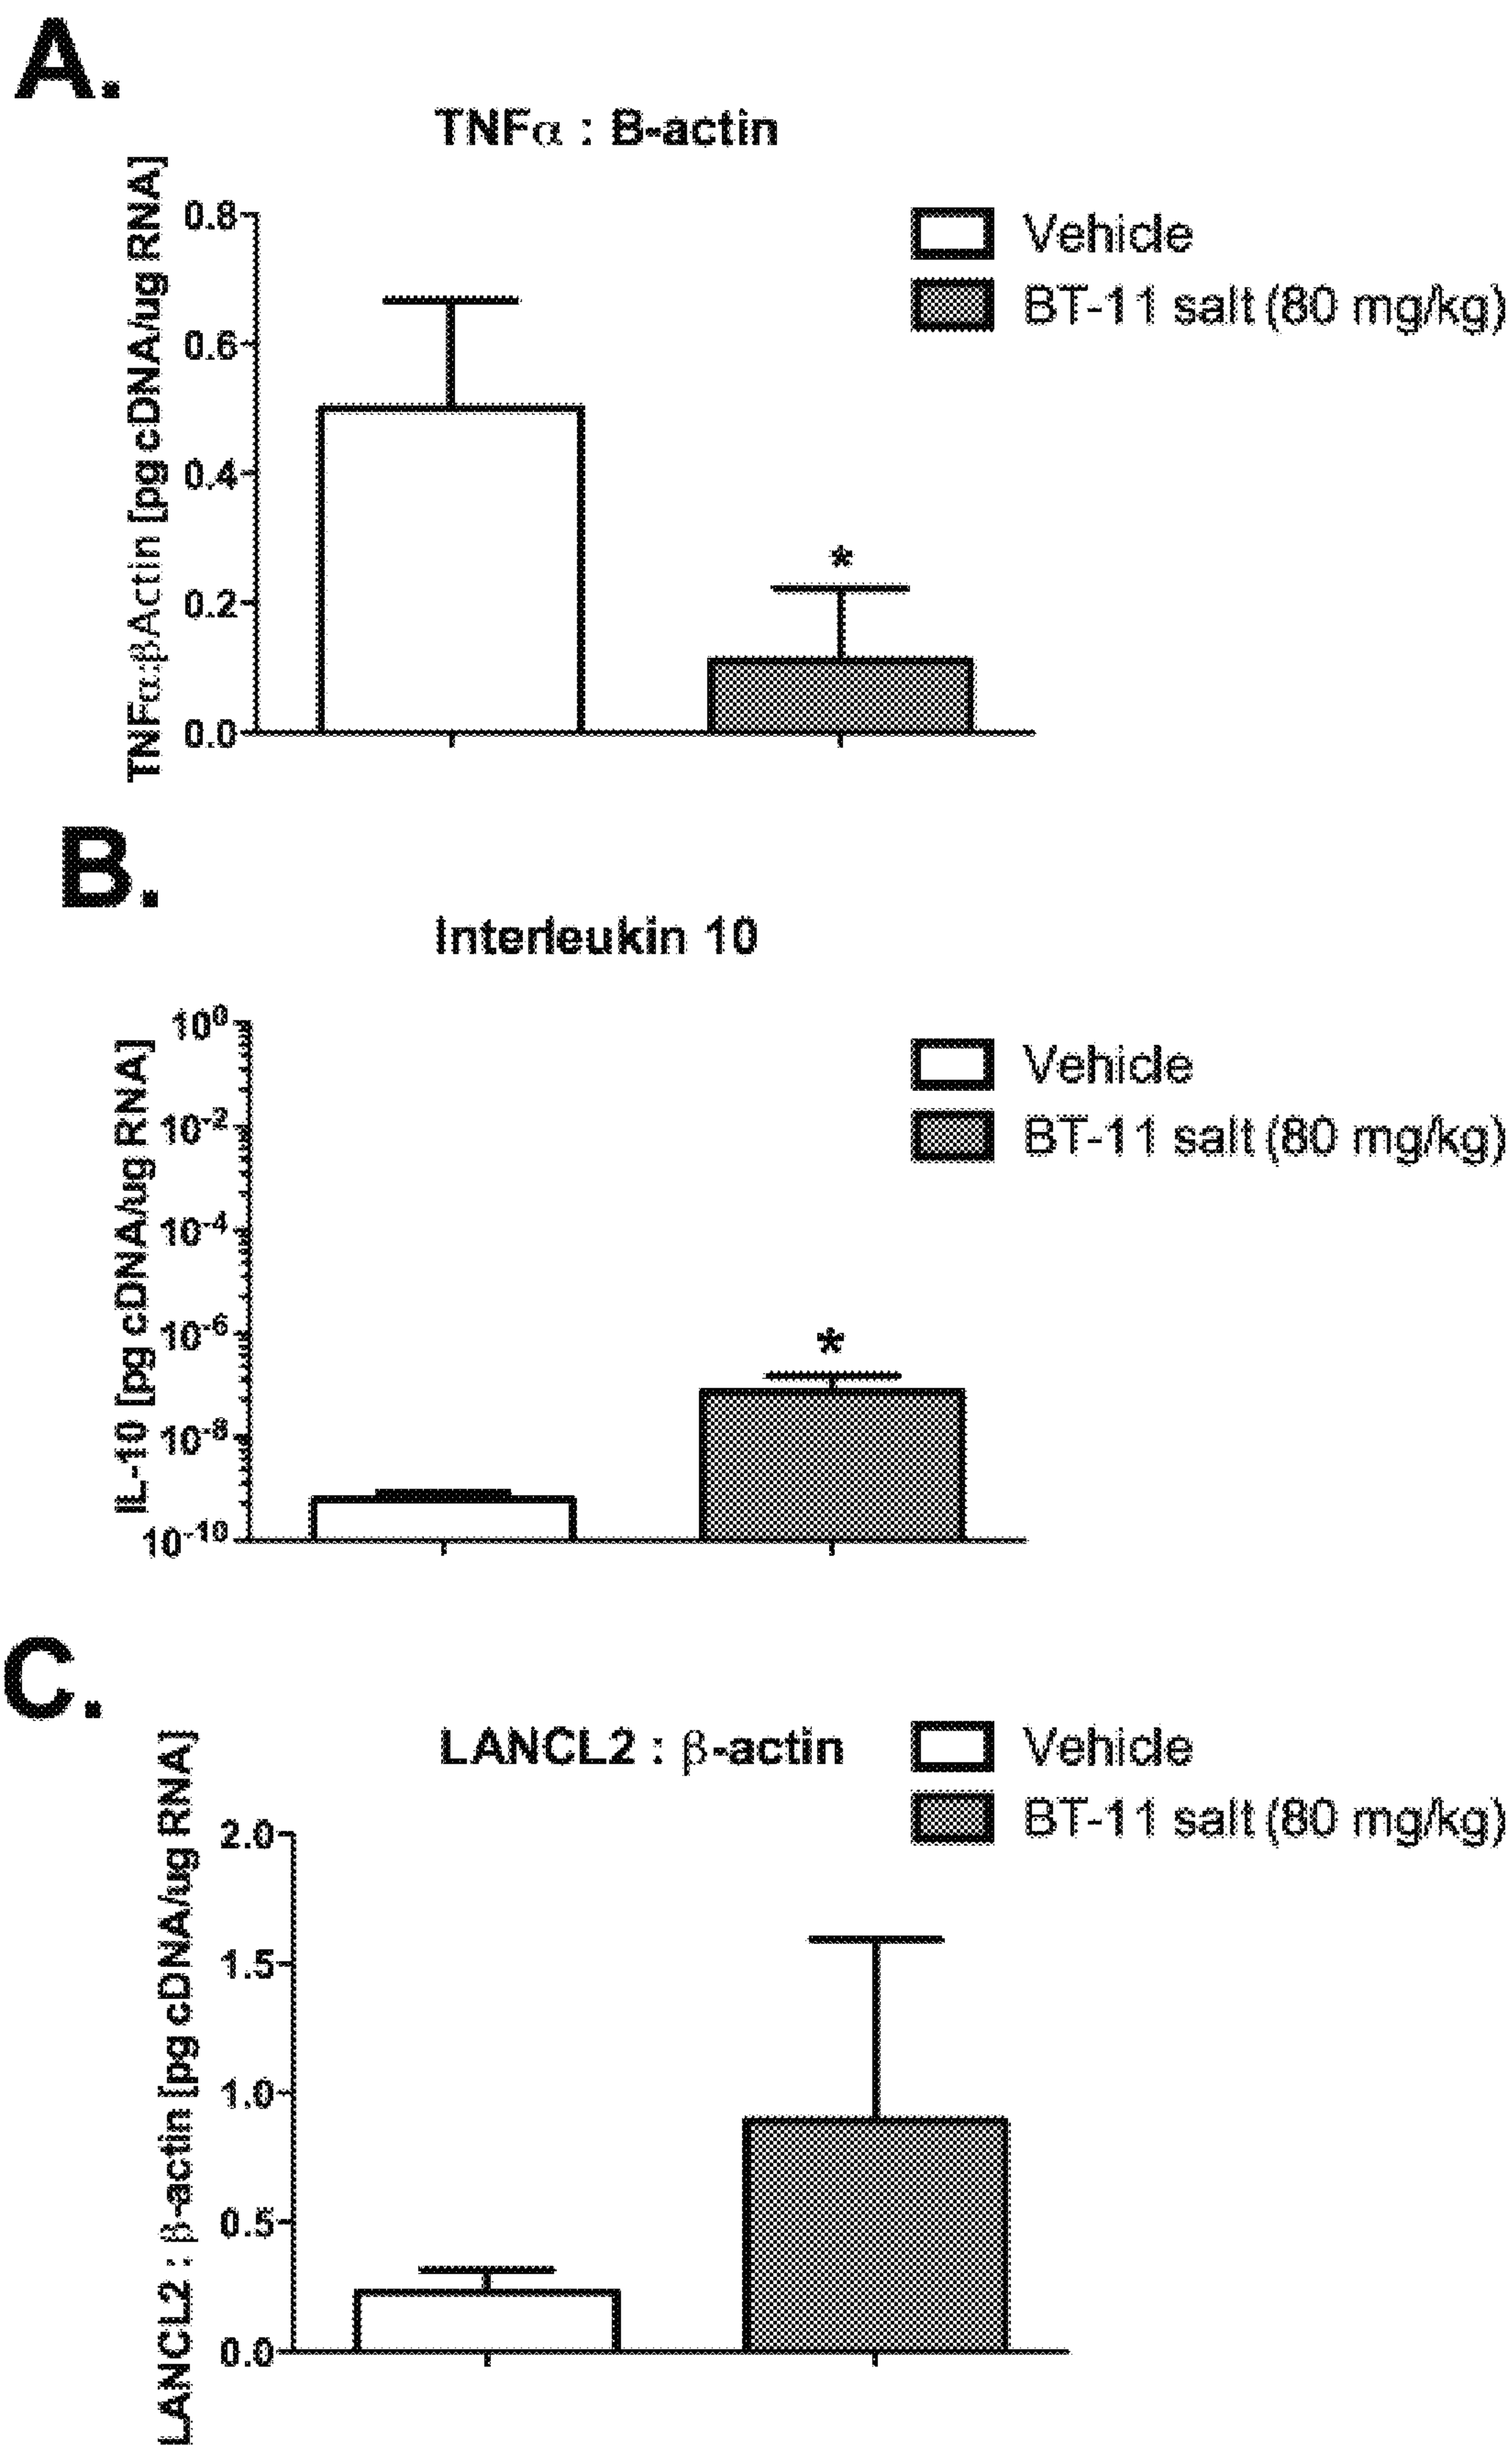 A.
TNFα : B-actin
TNFα:βActin [pg cDNA/ug RNA]
0.8
0.6
0.4
0.2
0.0
Vehicle
BT-11 salt (80 mg/kg)
*
B.
Interleukin 10
IL-10 [pg cDNA/ug RNA]
10⁰
10⁻²
10⁻⁴
10⁻⁶
10⁻⁸
10⁻¹⁰
Vehicle
BT-11 salt (80 mg/kg)
*
C.
LANCL2 : β-actin
LANCL2 : β-actin [pg cDNA/ug RNA]
2.0
1.5
1.0
0.5
0.0
Vehicle
BT-11 salt (80 mg/kg)